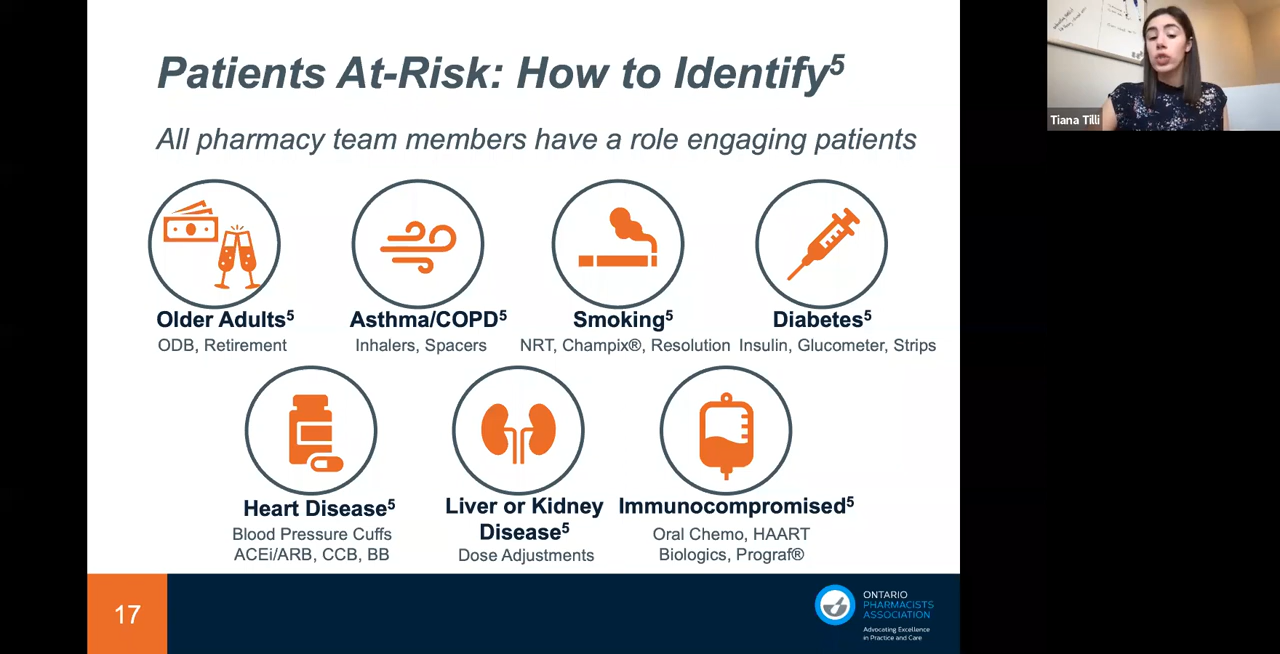 Patients At-Risk: How to Identify⁵
All pharmacy team members have a role engaging patients
Older Adults⁵
ODB, Retirement
Asthma/COPD⁵
Inhalers, Spacers
Smoking⁵
NRT, Champix®, Resolution
Diabetes⁵
Insulin, Glucometer, Strips
Heart Disease⁵
Blood Pressure Cuffs
ACEi/ARB, CCB, BB
Liver or Kidney
Disease⁵
Dose Adjustments
Immunocompromised⁵
Oral Chemo, HAART
Biologics, Prograf®
17
ONTARIO
PHARMACISTS
ASSOCIATION
Advocating Excellence
in Practice and Care
Tiana Tilli